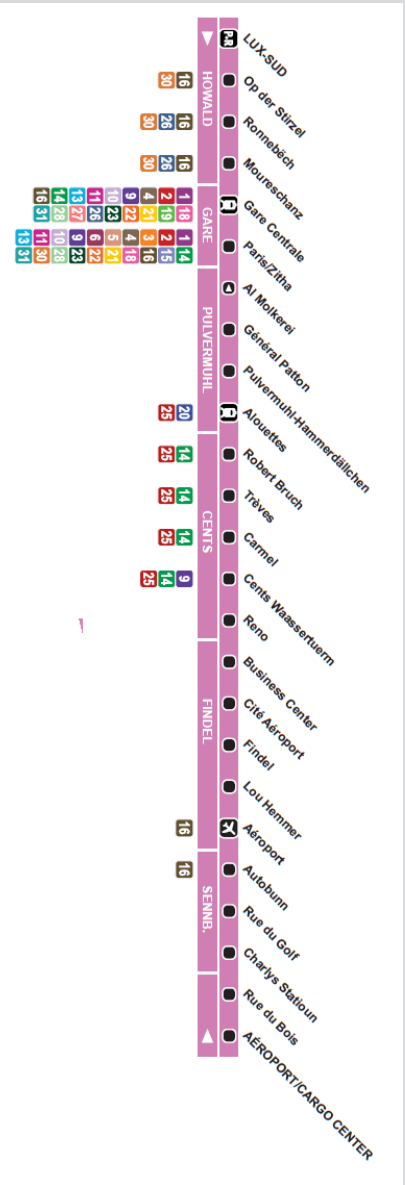 P+R
LUX-SUD
HOWALD
Op der Stirzel
16
30
Ronnebëch
16
26
30
Moureschanz
16
26
30
GARE
Gare Centrale
1 18
2 19
4 21
9 22
10 23
11 26
13 27
14 28
16 31
Paris/Zitha
1 14
2 15
3 16
4 18
5 21
6 22
9 23
10 28
11 30
13 31
PULVERMUHL
Al Molkerei
Général Patton
Pulvermuhl-Hammerdällchen
Alouettes
20
25
CENTS
Robert Bruch
14
25
Trèves
14
25
Carmel
14
25
Cents Waassertuerm
9
14
25
Reno
FINDEL
Business Center
Cité Aéroport
Findel
Lou Hemmer
Aéroport
16
SENNB.
Autobunn
16
Rue du Golf
Charlys Statioun
Rue du Bois
AÉROPORT/CARGO CENTER